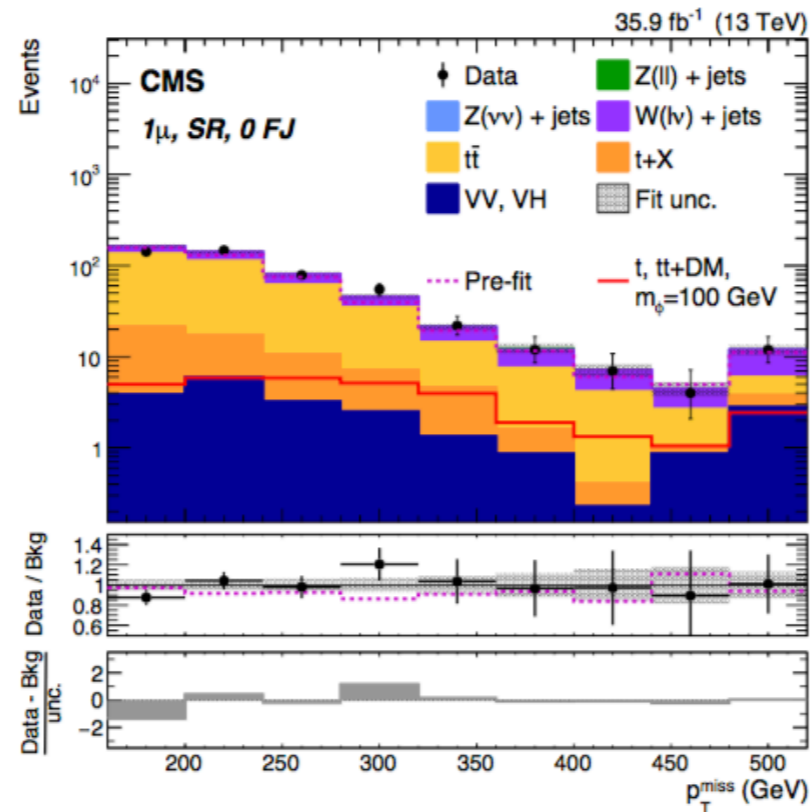 35.9 fb⁻¹ (13 TeV)
Events
10⁴
10³
10²
10
1
CMS
1μ, SR, 0 FJ
Data
Z(ll) + jets
Z(νν) + jets
W(lν) + jets
tt̄
t+X
VV, VH
Fit unc.
Pre-fit
t, tt+DM,
m_ϕ=100 GeV
Data / Bkg
1.4
1.2
1
0.8
0.6
Data - Bkg
unc.
2
0
−2
200 250 300 350 400 450 500
p_T^miss (GeV)